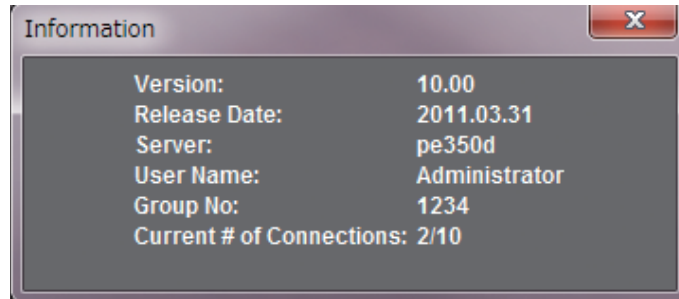 Information
Version: 10.00
Release Date: 2011.03.31
Server: pe350d
User Name: Administrator
Group No: 1234
Current # of Connections: 2/10